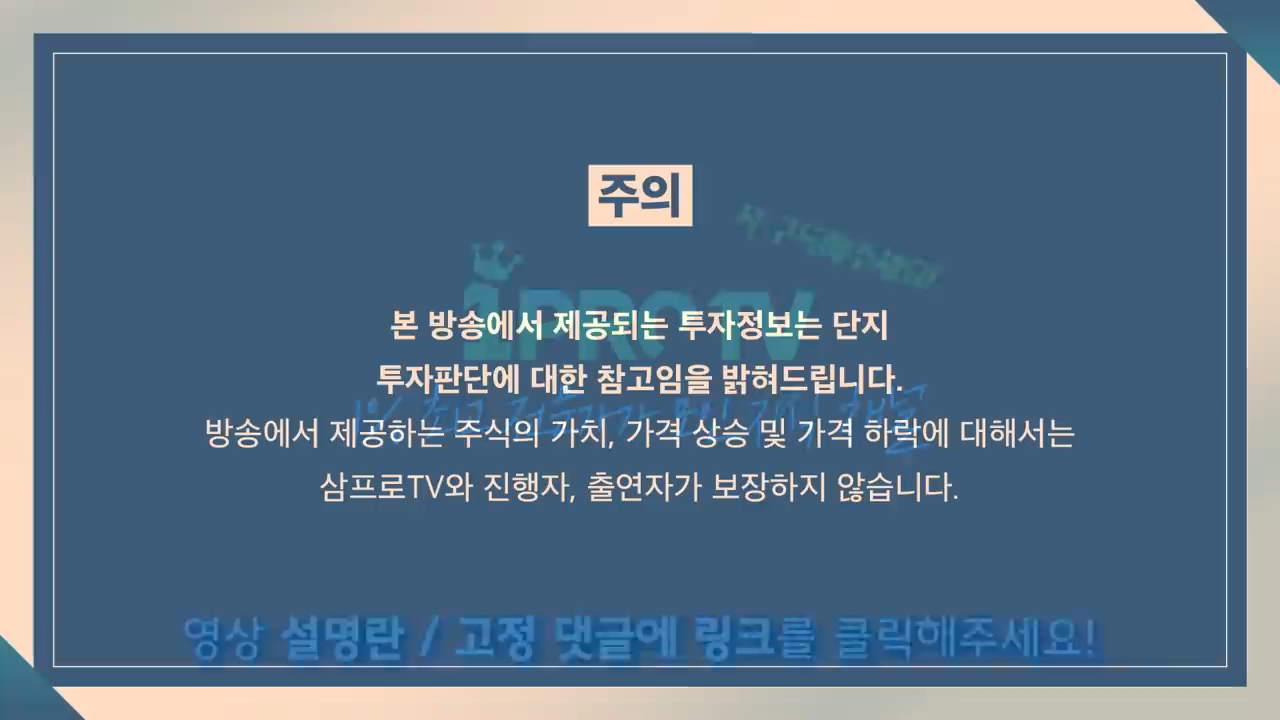 주의
본 방송에서 제공되는 투자정보는 단지
투자판단에 대한 참고임을 밝혀드립니다.
방송에서 제공하는 주식의 가치, 가격 상승 및 가격 하락에 대해서는
삼프로TV와 진행자, 출연자가 보장하지 않습니다.
영상 설명란 / 고정 댓글에 링크를 클릭해주세요!